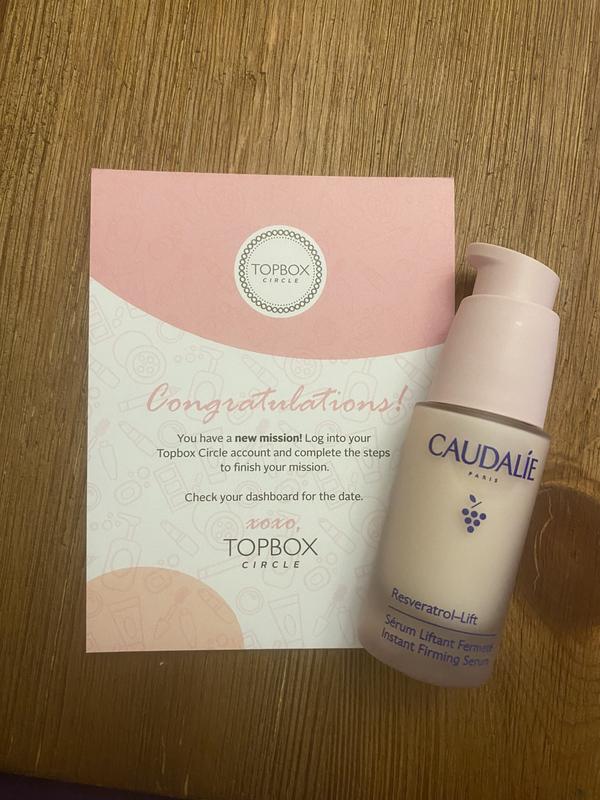 TOPBOX
CIRCLE
Congratulations!
You have a new mission! Log into your
Topbox Circle account and complete the steps
to finish your mission.
Check your dashboard for the date.
xoxo,
TOPBOX
CIRCLE
CAUDALÍE
PARIS
Resveratrol-Lift
Sérum Liftant Fermeté
Instant Firming Serum